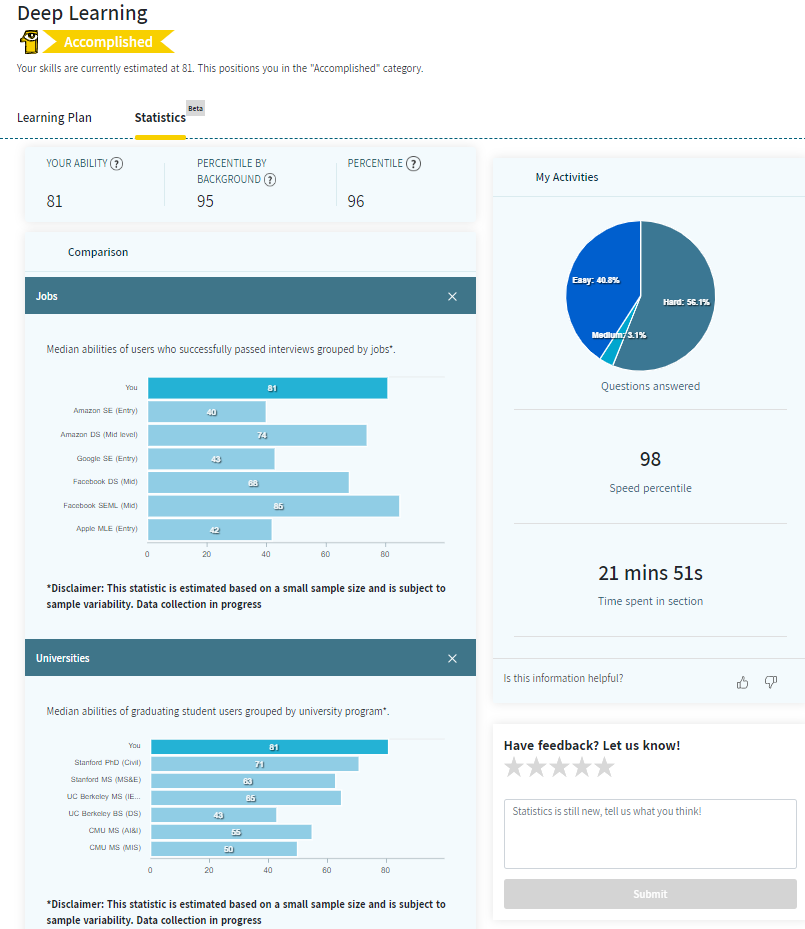 Deep Learning
Accomplished
Your skills are currently estimated at 81. This positions you in the "Accomplished" category.
Learning Plan
Statistics
Beta
YOUR ABILITY ?
81
PERCENTILE BY
BACKGROUND ?
95
PERCENTILE ?
96
Comparison
Jobs
Median abilities of users who successfully passed interviews grouped by jobs*.
You 81
Amazon SE (Entry) 40
Amazon DS (Mid level) 74
Google SE (Entry) 43
Facebook DS (Mid) 68
Facebook SEML (Mid) 85
Apple MLE (Entry) 42
0 20 40 60 80
*Disclaimer: This statistic is estimated based on a small sample size and is subject to
sample variability. Data collection in progress
Universities
Median abilities of graduating student users grouped by university program*.
You 81
Stanford PhD (Civil) 71
Stanford MS (MS&E) 63
UC Berkeley MS (IE... 65
UC Berkeley BS (DS) 43
CMU MS (AI&I) 55
CMU MS (MIS) 50
0 20 40 60 80
*Disclaimer: This statistic is estimated based on a small sample size and is subject to
sample variability. Data collection in progress
My Activities
Easy: 40.8%
Hard: 56.1%
Medium: 3.1%
Questions answered
98
Speed percentile
21 mins 51s
Time spent in section
Is this information helpful?
Have feedback? Let us know!
Statistics is still new, tell us what you think!
Submit